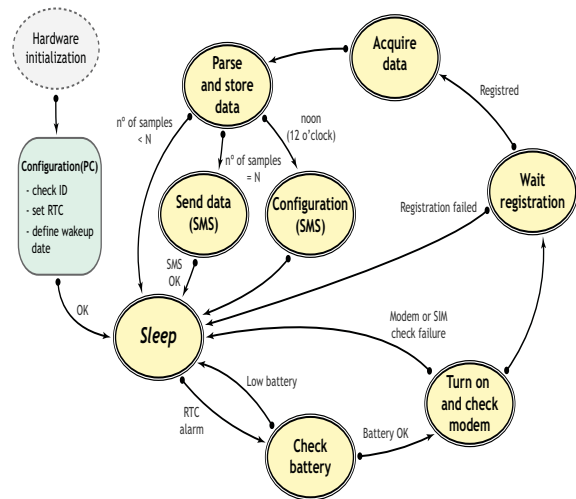 Hardware
initialization
Configuration(PC)
- check ID
- set RTC
- define wakeup
date
OK
Parse
and store
data
Acquire
data
Registred
Wait
registration
nº of samples
< N
nº of samples
= N
noon
(12 o'clock)
Send data
(SMS)
Configuration
(SMS)
Registration failed
SMS
OK
Sleep
Modem or SIM
check failure
Turn on
and check
modem
Low battery
RTC
alarm
Check
battery
Battery OK